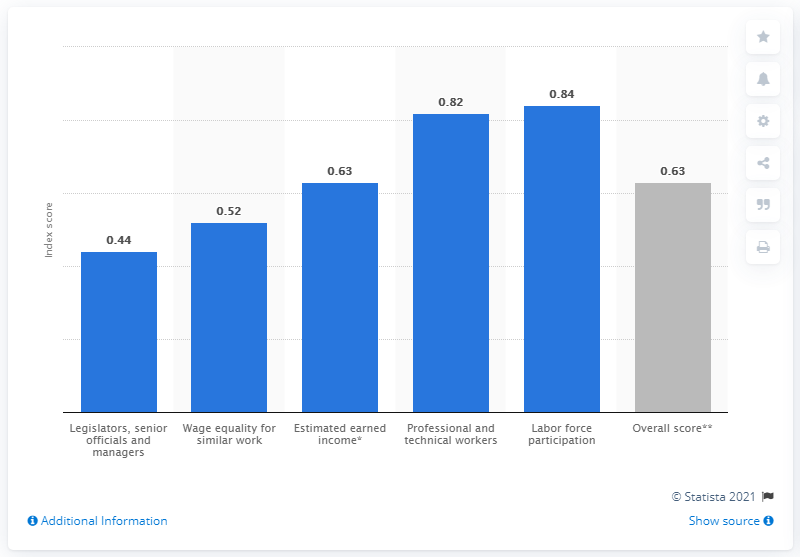 Index score
0.44
0.52
0.63
0.82
0.84
0.63
Legislators, senior
officials and
managers
Wage equality for
similar work
Estimated earned
income*
Professional and
technical workers
Labor force
participation
Overall score**
© Statista 2021
Additional Information
Show source